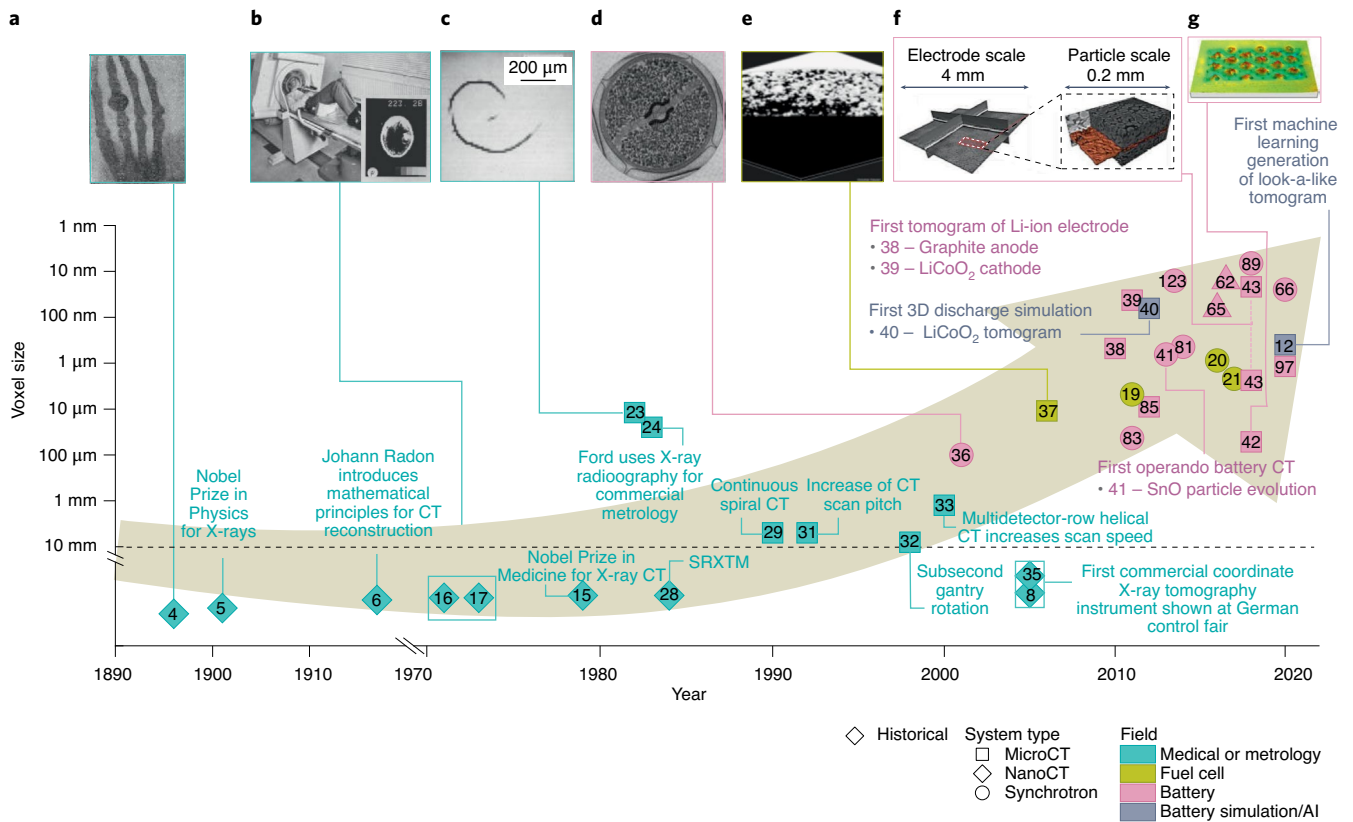 a
b
c
d
e
f
g
200 µm
Electrode scale
4 mm
Particle scale
0.2 mm
First machine
learning
generation
of look-a-like
tomogram
First tomogram of Li-ion electrode
• 38 – Graphite anode
• 39 – LiCoO2 cathode
First 3D discharge simulation
• 40 – LiCoO2 tomogram
Voxel size
1 nm
10 nm
100 nm
1 µm
10 µm
100 µm
1 mm
10 mm
123
62
89
43
66
39
40
65
38
41
81
20
12
97
21
43
19
85
83
42
23
24
37
36
33
29
31
32
Nobel
Prize in
Physics
for X-rays
Johann Radon
introduces
mathematical
principles for CT
reconstruction
Ford uses X-ray
radioography for
commercial
metrology
Continuous
spiral CT
Increase of CT
scan pitch
First operando battery CT
• 41 – SnO particle evolution
Multidetector-row helical
CT increases scan speed
Nobel Prize in
Medicine for X-ray CT
SRXTM
Subsecond
gantry
rotation
First commercial coordinate
X-ray tomography
instrument shown at German
control fair
4
5
6
16
17
15
28
35
8
1890
1900
1910
1970
1980
1990
2000
2010
2020
Year
Historical
System type
MicroCT
NanoCT
Synchrotron
Field
Medical or metrology
Fuel cell
Battery
Battery simulation/AI